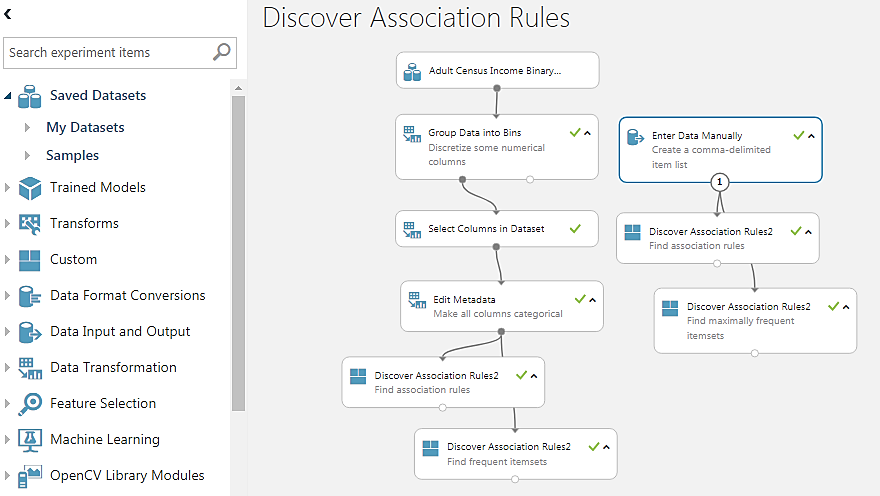 Discover Association Rules
Search experiment items
Saved Datasets
My Datasets
Samples
Trained Models
Transforms
Custom
Data Format Conversions
Data Input and Output
Data Transformation
Feature Selection
Machine Learning
OpenCV Library Modules
Adult Census Income Binary...
Group Data into Bins
Discretize some numerical
columns
Select Columns in Dataset
Edit Metadata
Make all columns categorical
Discover Association Rules2
Find association rules
Discover Association Rules2
Find frequent itemsets
Enter Data Manually
Create a comma-delimited
item list
1
Discover Association Rules2
Find association rules
Discover Association Rules2
Find maximally frequent
itemsets